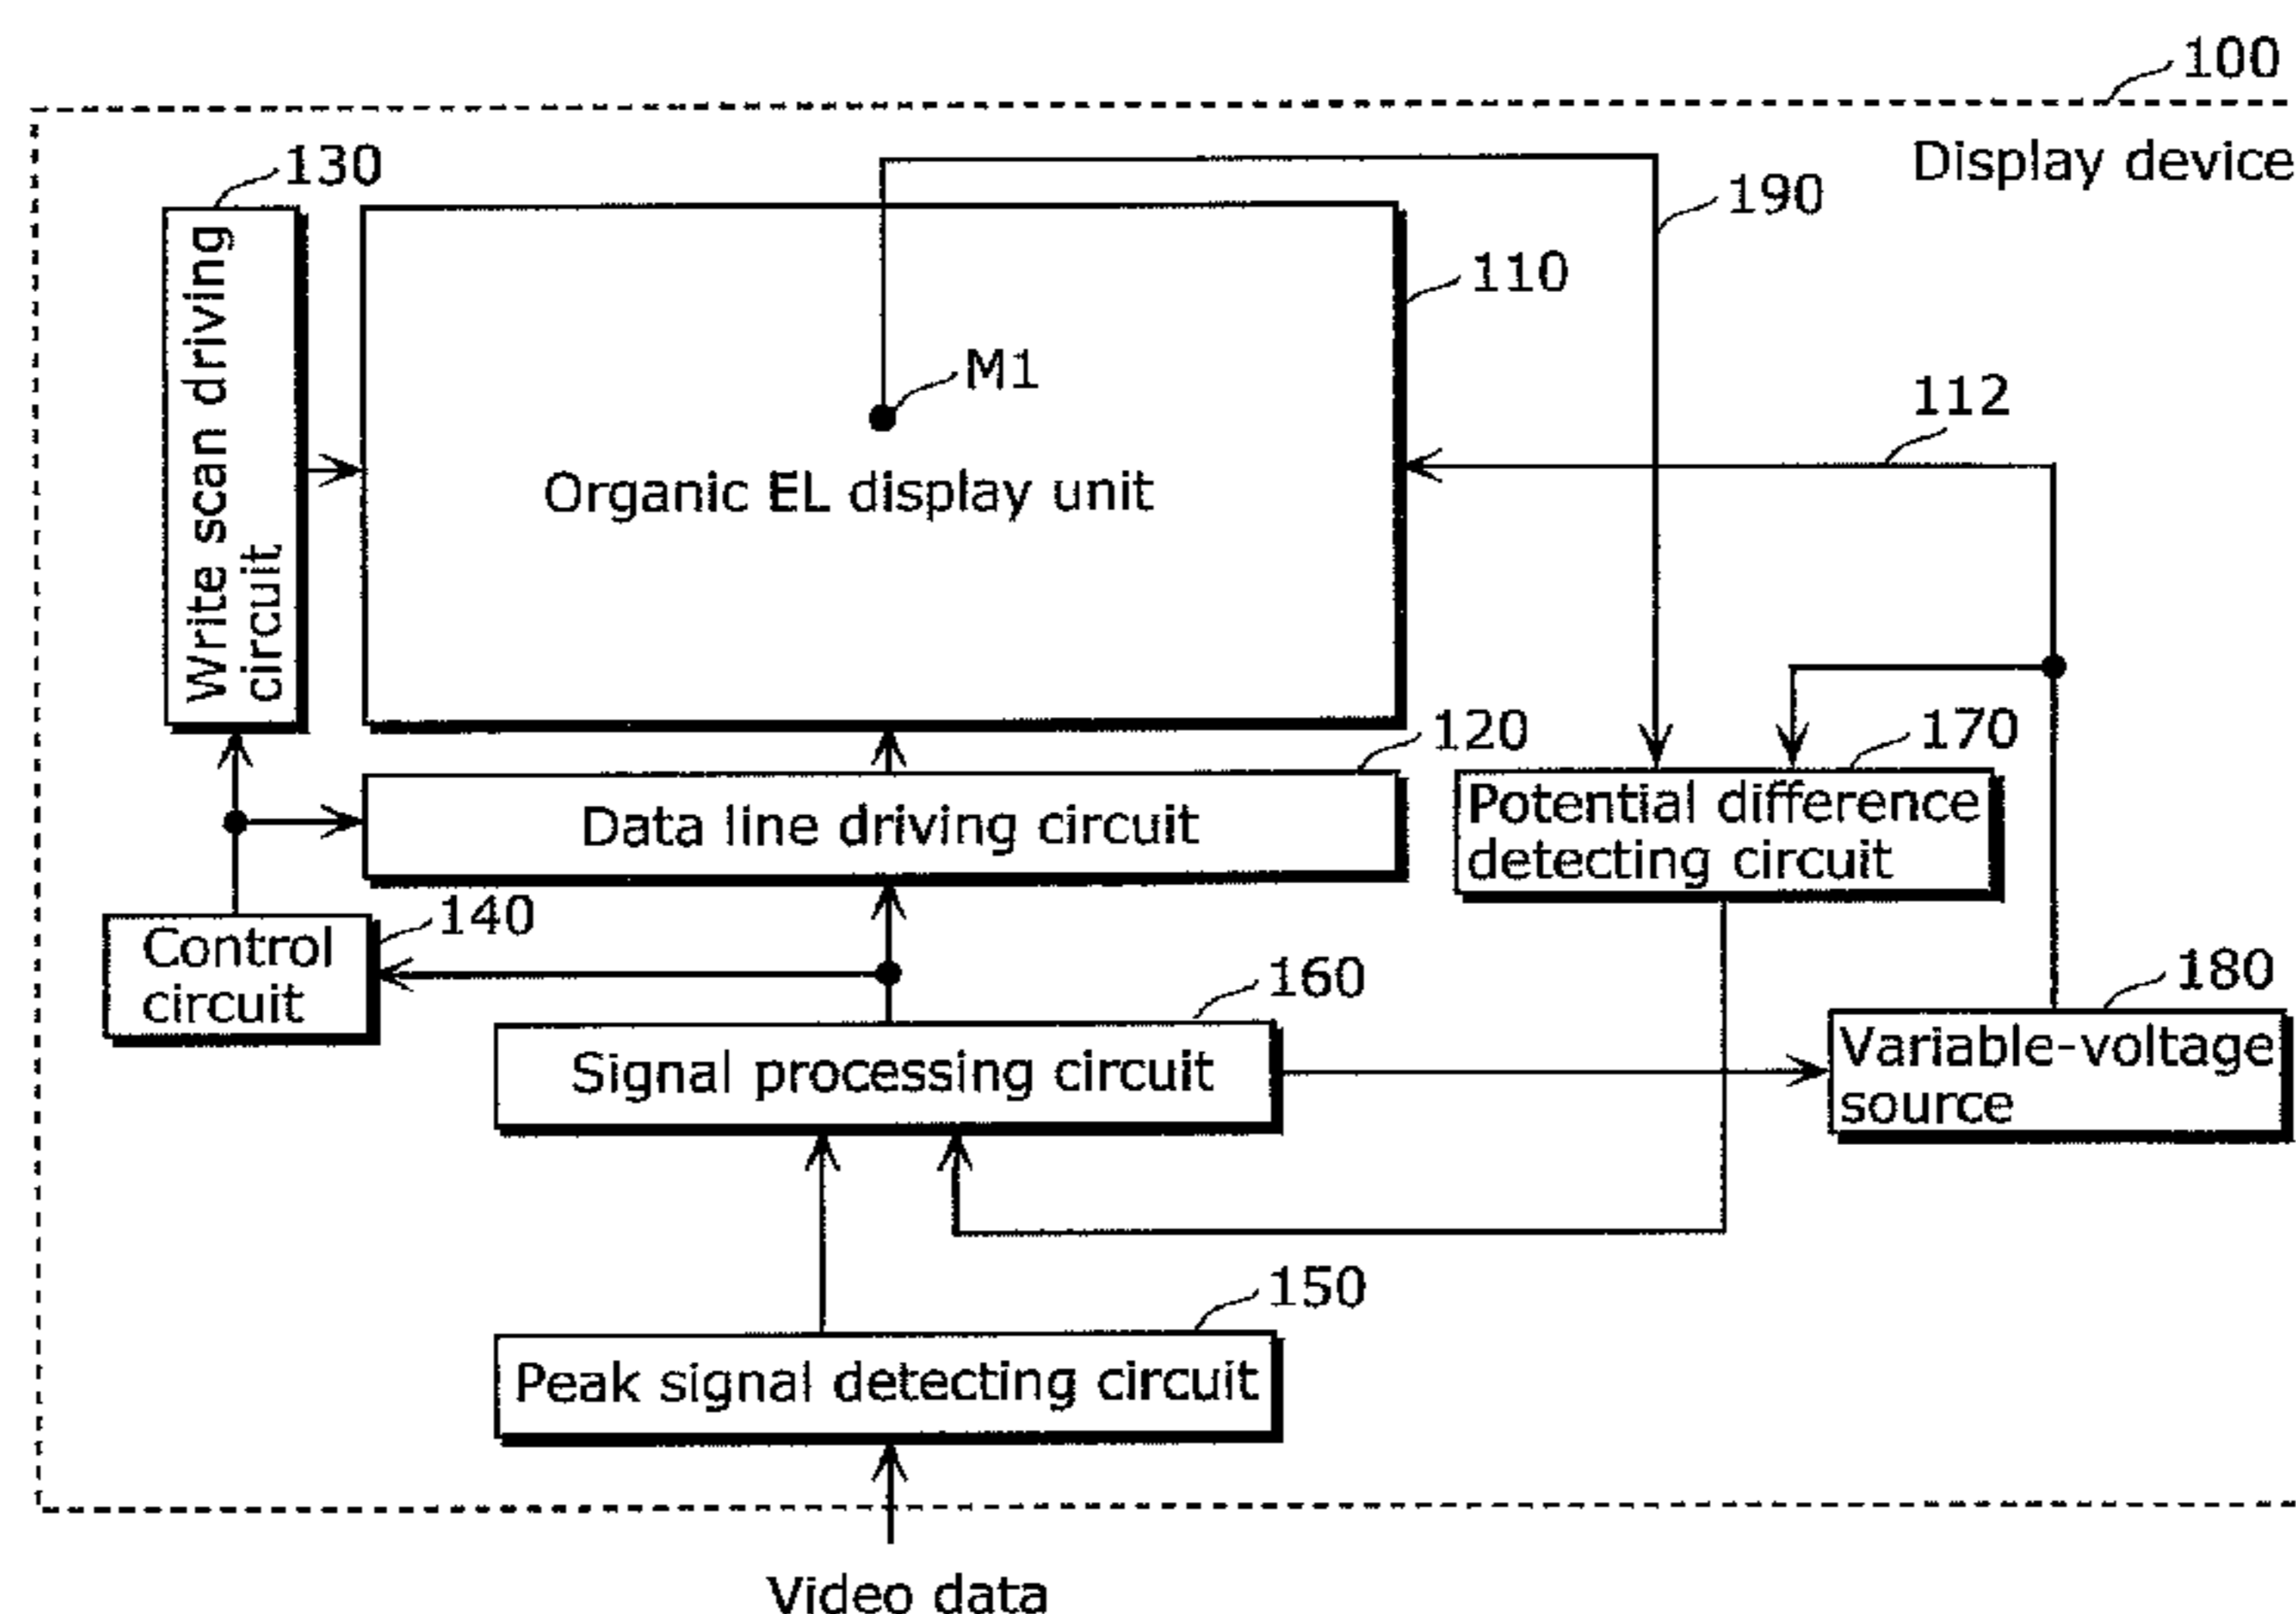 100
Display device
130
190
110
Write scan driving
circuit
M1
112
Organic EL display unit
120
170
Data line driving circuit
Potential difference
detecting circuit
140
Control
circuit
160
180
Signal processing circuit
Variable-voltage
source
150
Peak signal detecting circuit
Video data